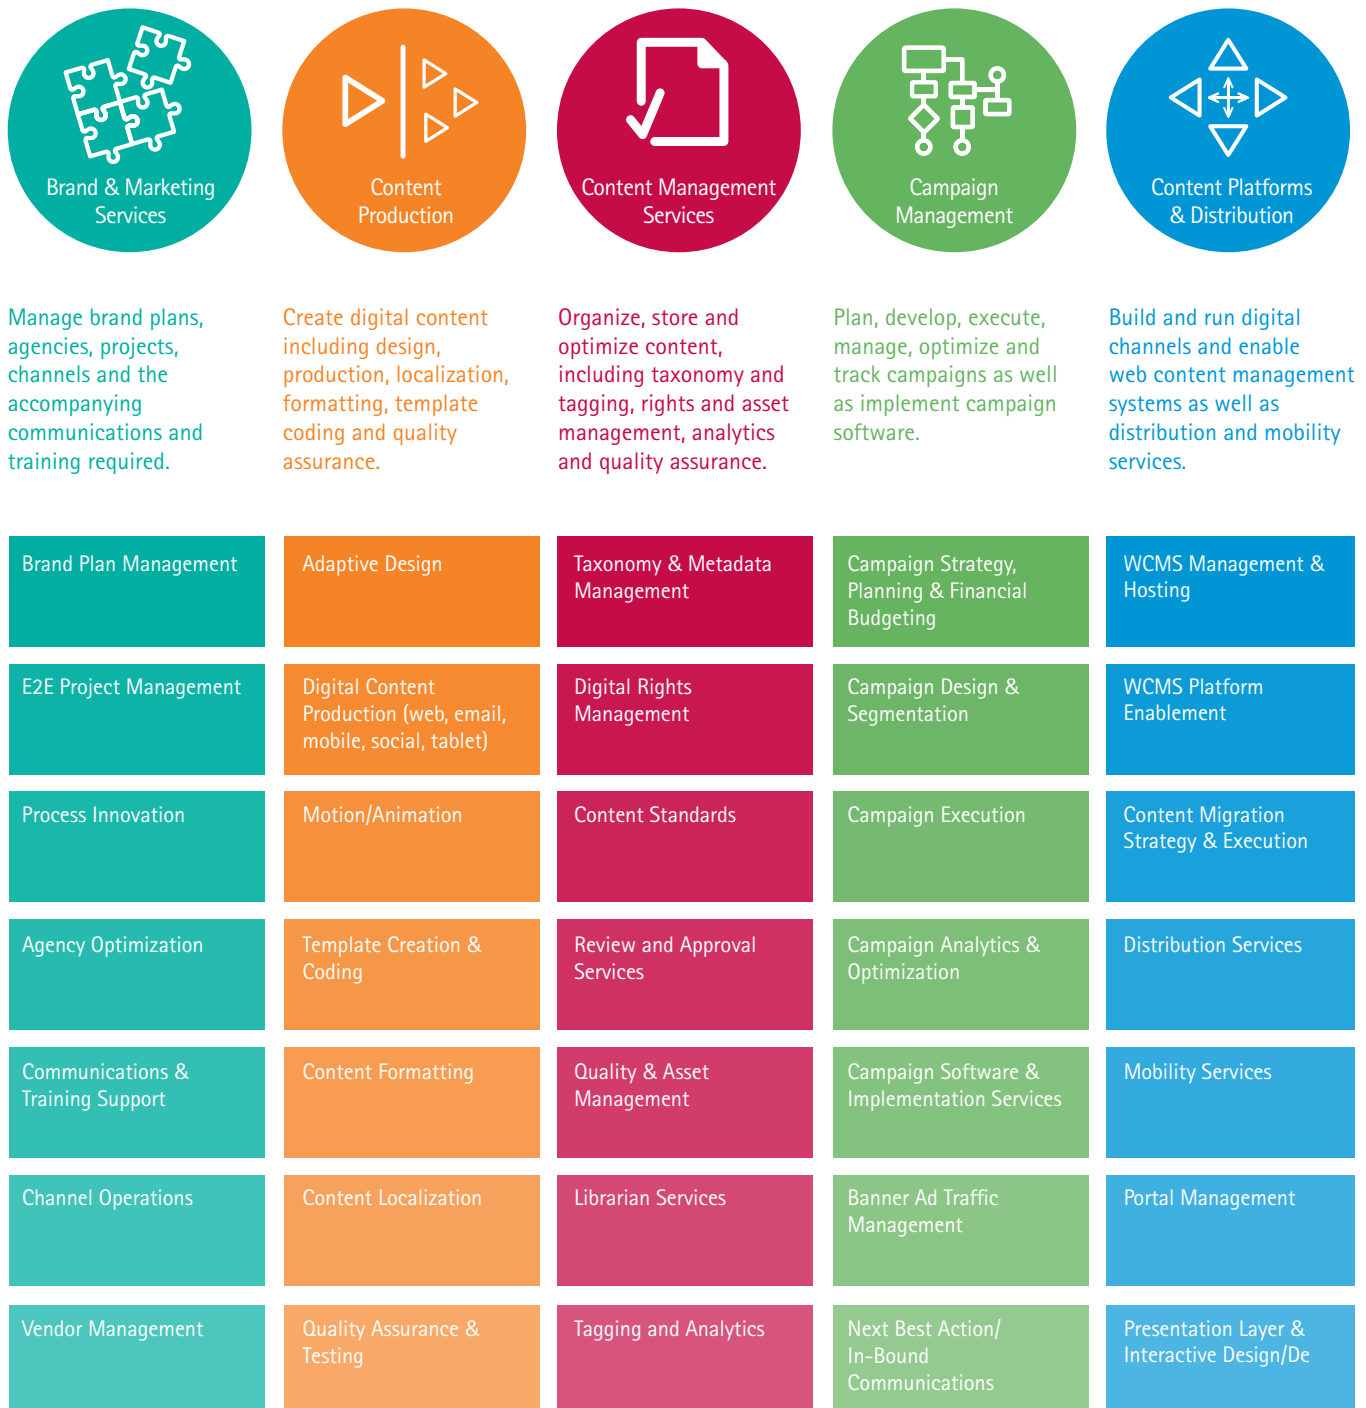 Brand & Marketing
Services
Content
Production
Content Management
Services
Campaign
Management
Content Platforms
& Distribution
Manage brand plans,
agencies, projects,
channels and the
accompanying
communications and
training required.
Create digital content
including design,
production, localization,
formatting, template
coding and quality
assurance.
Organize, store and
optimize content,
including taxonomy and
tagging, rights and asset
management, analytics
and quality assurance.
Plan, develop, execute,
manage, optimize and
track campaigns as well
as implement campaign
software.
Build and run digital
channels and enable
web content management
systems as well as
distribution and mobility
services.
Brand Plan Management
Adaptive Design
Taxonomy & Metadata
Management
Campaign Strategy,
Planning & Financial
Budgeting
WCMS Management &
Hosting
E2E Project Management
Digital Content
Production (web, email,
mobile, social, tablet)
Digital Rights
Management
Campaign Design &
Segmentation
WCMS Platform
Enablement
Process Innovation
Motion/Animation
Content Standards
Campaign Execution
Content Migration
Strategy & Execution
Agency Optimization
Template Creation &
Coding
Review and Approval
Services
Campaign Analytics &
Optimization
Distribution Services
Communications &
Training Support
Content Formatting
Quality & Asset
Management
Campaign Software &
Implementation Services
Mobility Services
Channel Operations
Content Localization
Librarian Services
Banner Ad Traffic
Management
Portal Management
Vendor Management
Quality Assurance &
Testing
Tagging and Analytics
Next Best Action/
In-Bound
Communications
Presentation Layer &
Interactive Design/De